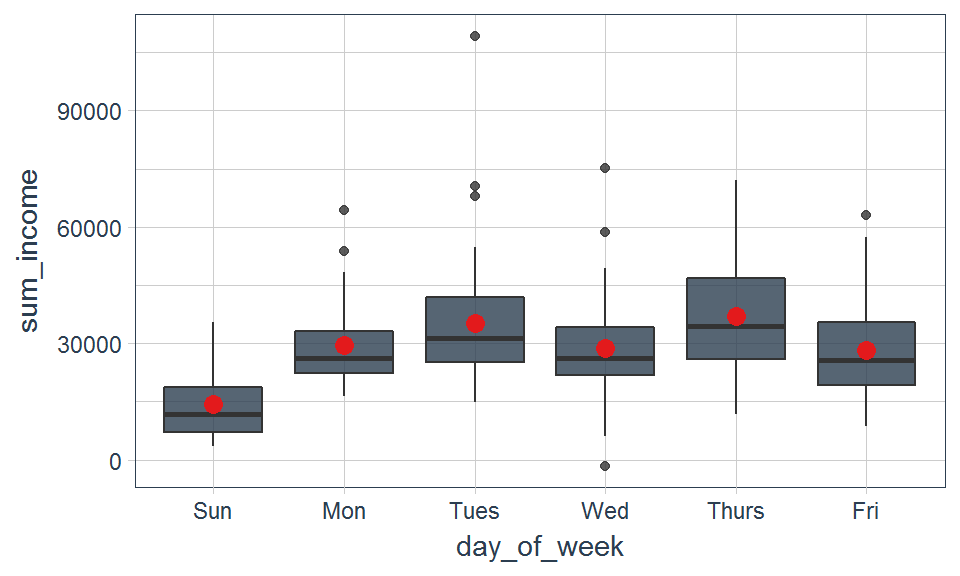 sum_income
90000
60000
30000
0
Sun Mon Tues Wed Thurs Fri
day_of_week